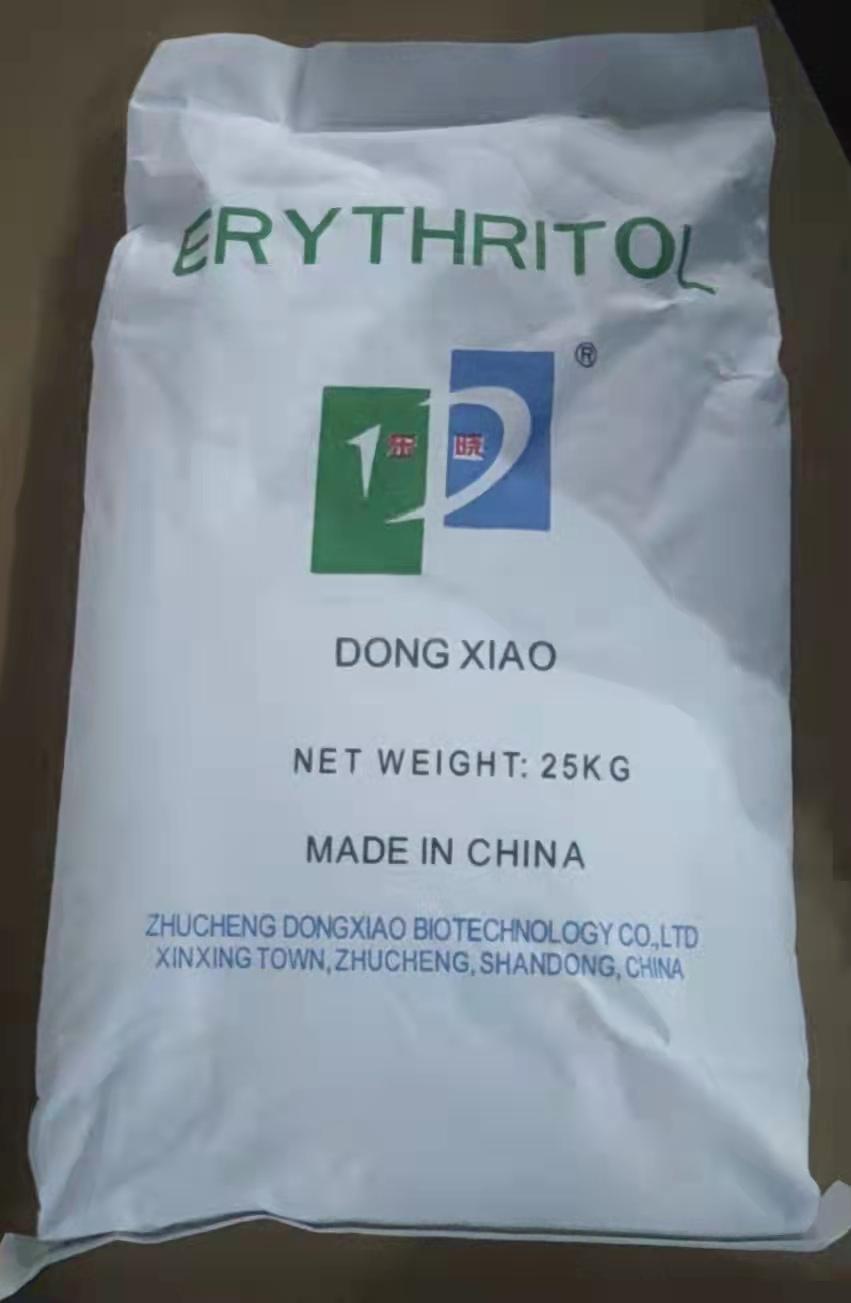 ERYTHRITOL
®
东 晓
DONG XIAO
NET WEIGHT: 25KG
MADE IN CHINA
ZHUCHENG DONGXIAO BIOTECHNOLOGY CO.,LTD
XINXING TOWN, ZHUCHENG, SHANDONG, CHINA